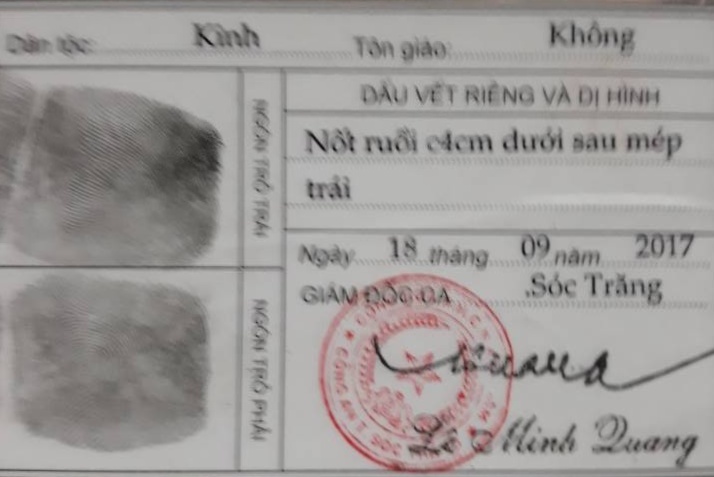 Dân tộc: Kinh Tôn giáo: Không
DẤU VẾT RIÊNG VÀ DỊ HÌNH
Nốt ruồi c4cm dưới sau mép
trái
NGÓN TRỎ TRÁI
Ngày 18 tháng 09 năm 2017
GIÁM ĐỐC CA .Sóc Trăng
NGÓN TRỎ PHẢI
Lê Minh Quang